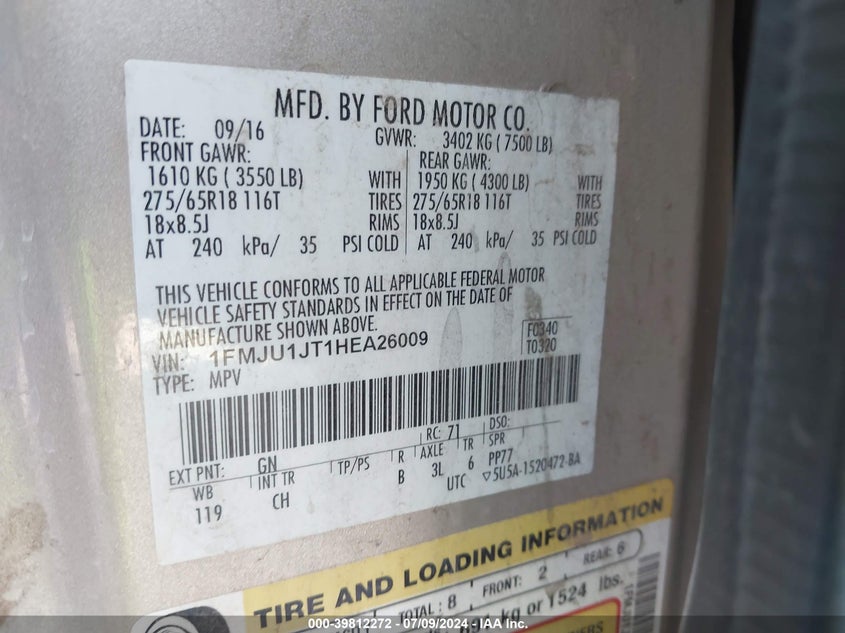 MFD. BY FORD MOTOR CO.
DATE: 09/16 GVWR: 3402 KG ( 7500 LB)
FRONT GAWR: REAR GAWR:
1610 KG ( 3550 LB) WITH 1950 KG ( 4300 LB) WITH
275/65R18 116T TIRES 275/65R18 116T TIRES
18x8.5J RIMS 18x8.5J RIMS
AT 240 kPa/ 35 PSI COLD AT 240 kPa/ 35 PSI COLD
THIS VEHICLE CONFORMS TO ALL APPLICABLE FEDERAL MOTOR
VEHICLE SAFETY STANDARDS IN EFFECT ON THE DATE OF
MANUFACTURE SHOWN ABOVE.
VIN: 1FMJU1JT1HEA26009 F0340
TYPE: MPV T0320
EXT PNT: GN RC: 71 DSO:
WB INT TR TP/PS R AXLE TR SPR
119 CH B 3L 6 PP77
UTC ▽5U5A-1520472-BA
TIRE AND LOADING INFORMATION
TOTAL: 8 FRONT: 2 REAR: 6
kg or 1524 lbs.
000-39812272 - 07/09/2024 - IAAI.COM